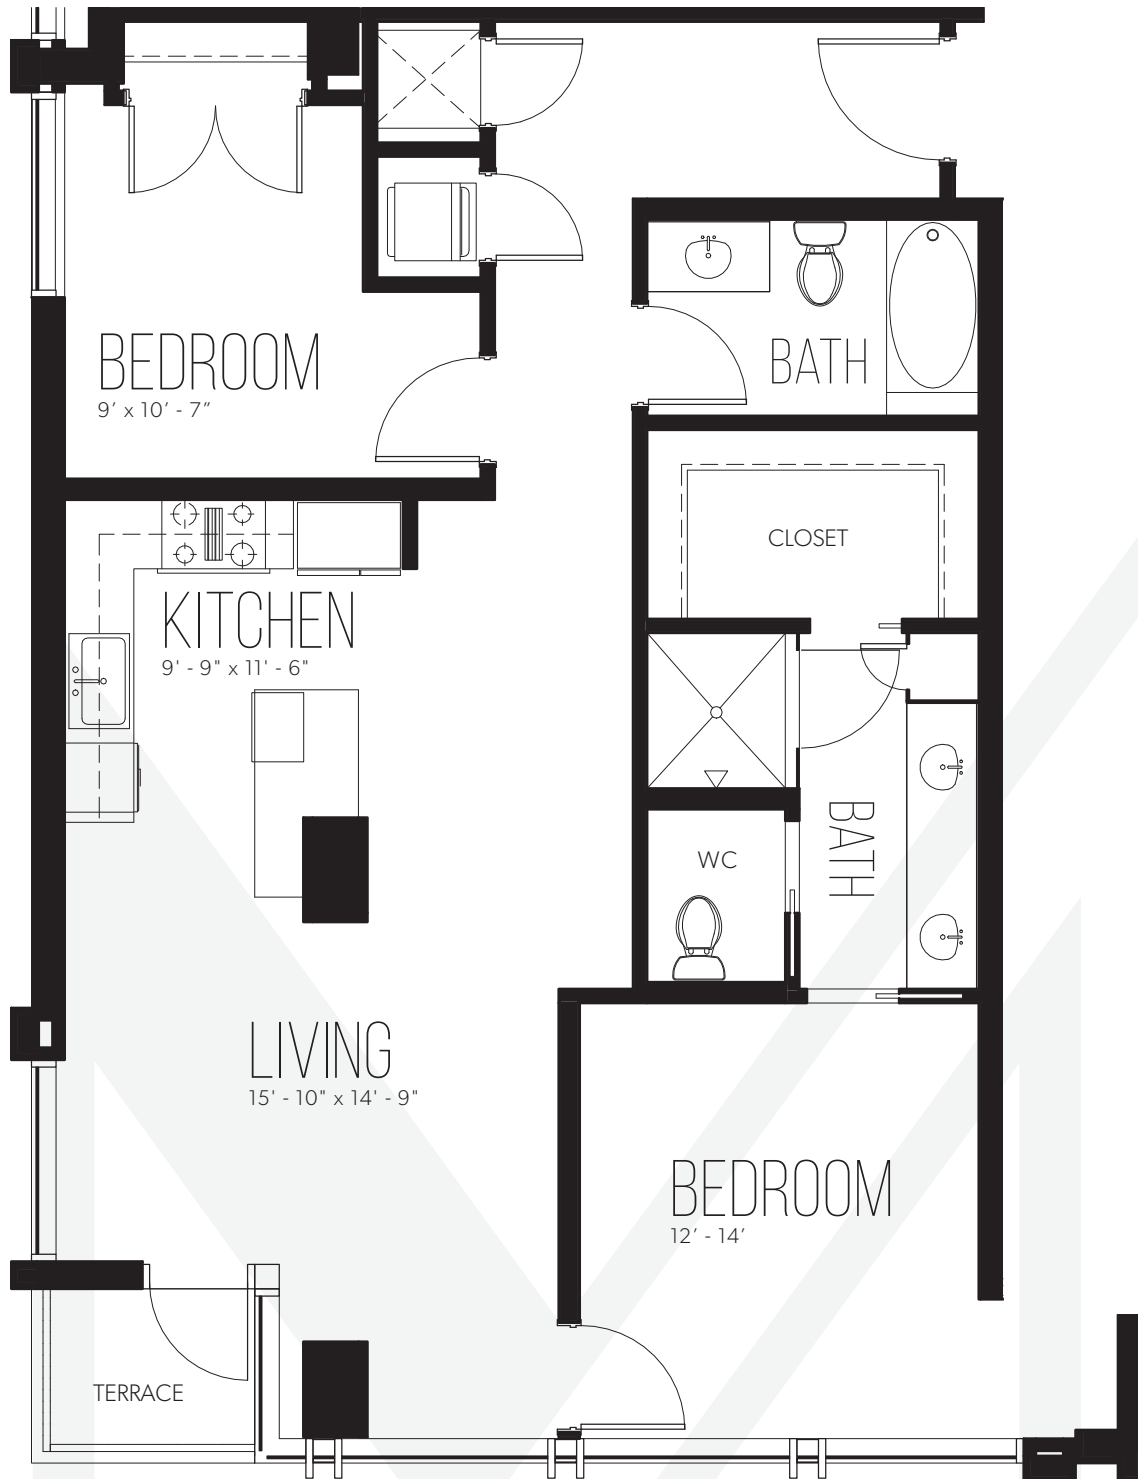 BEDROOM
9’ x 10’ - 7”
BATH
CLOSET
KITCHEN
9' - 9" x 11' - 6"
WC
BATH
LIVING
15' - 10" x 14' - 9"
BEDROOM
12’ - 14’
TERRACE